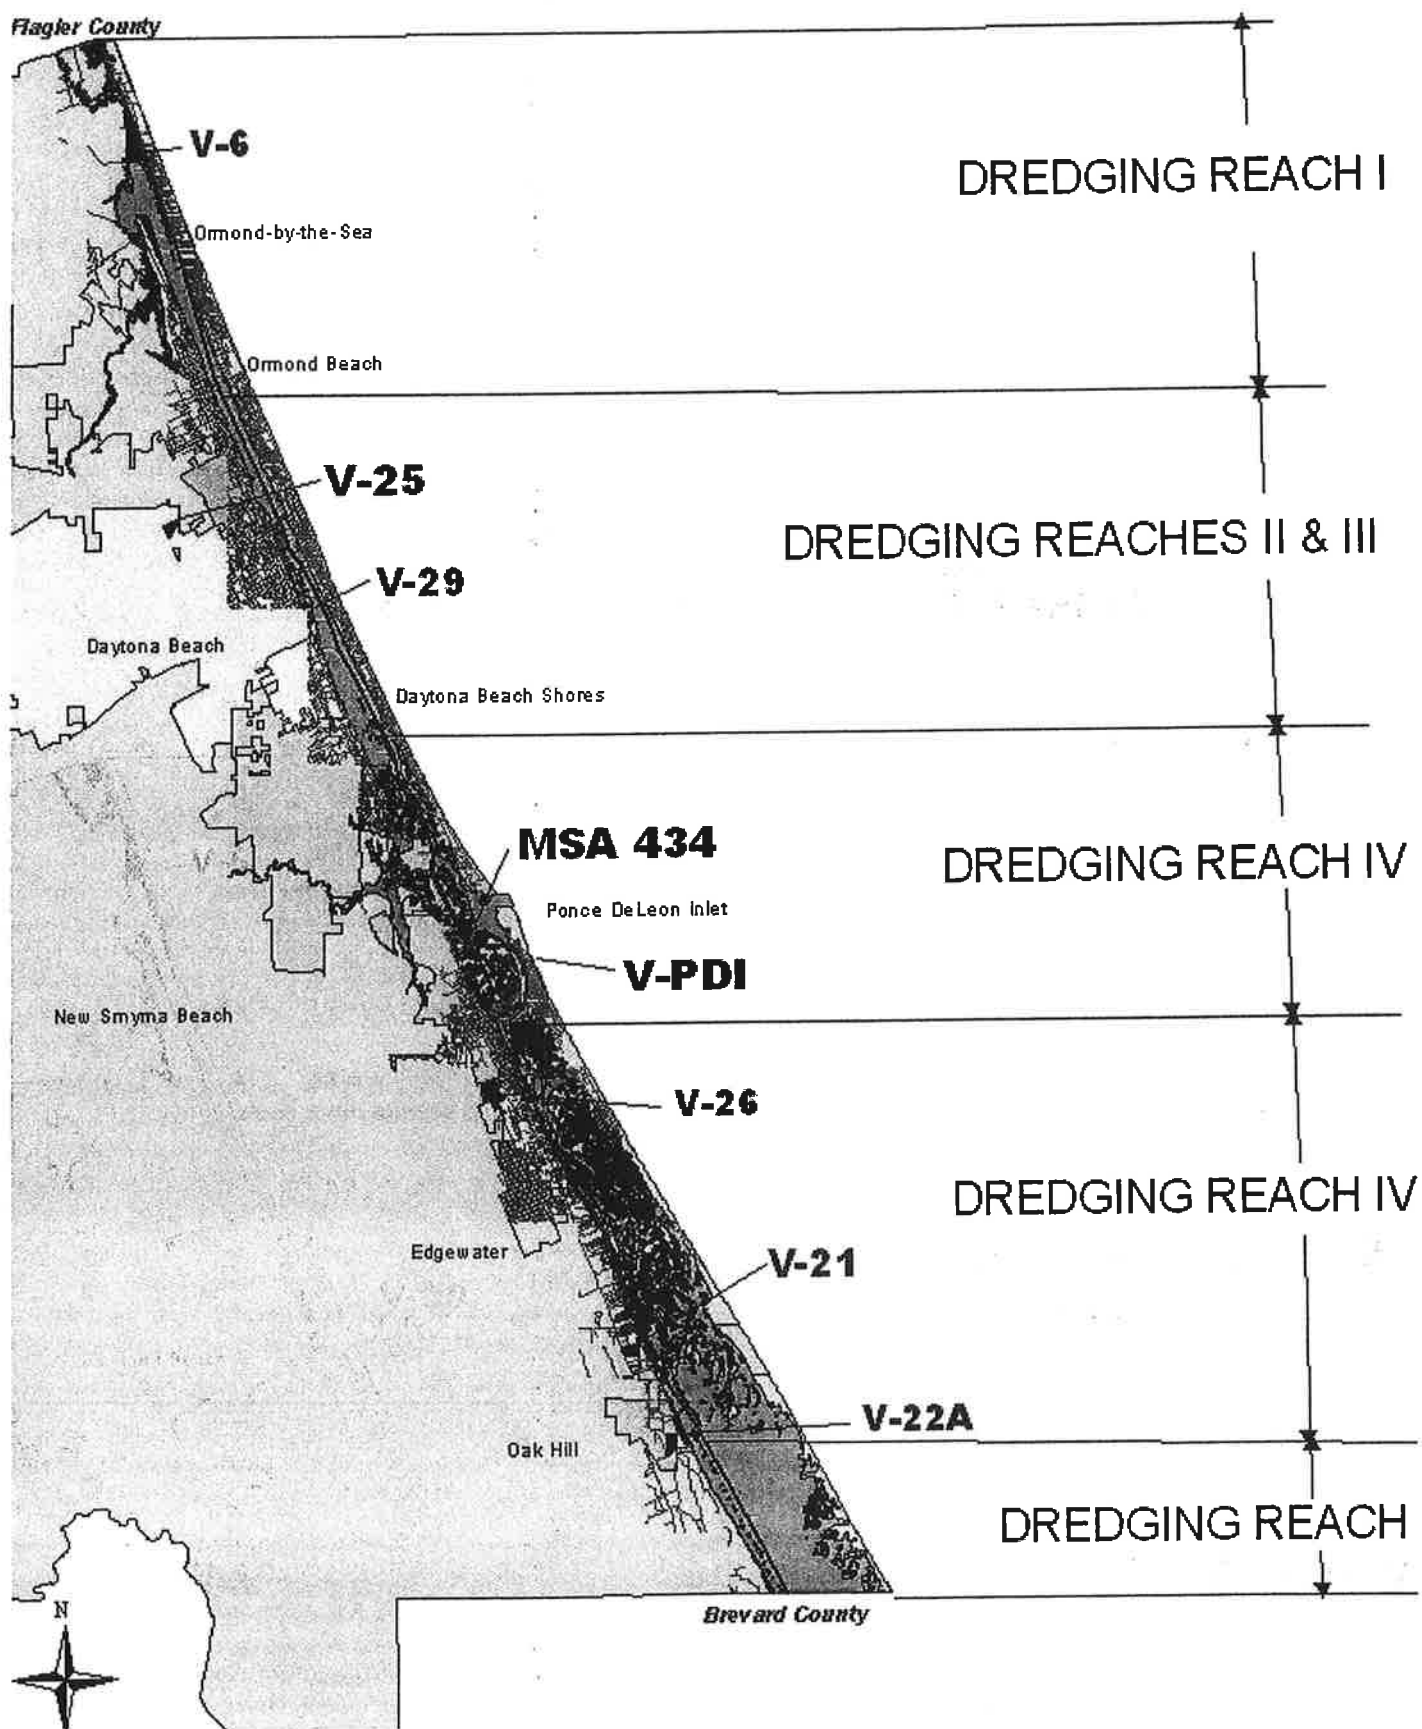 Flagler County
V-6
DREDGING REACH I
Ormond-by-the-Sea
Ormond Beach
V-25
DREDGING REACHES II & III
V-29
Daytona Beach
Daytona Beach Shores
MSA 434
DREDGING REACH IV
Ponce DeLeon Inlet
V-PDI
New Smyrna Beach
V-26
DREDGING REACH IV
Edgewater
V-21
V-22A
Oak Hill
DREDGING REACH
N
Brevard County